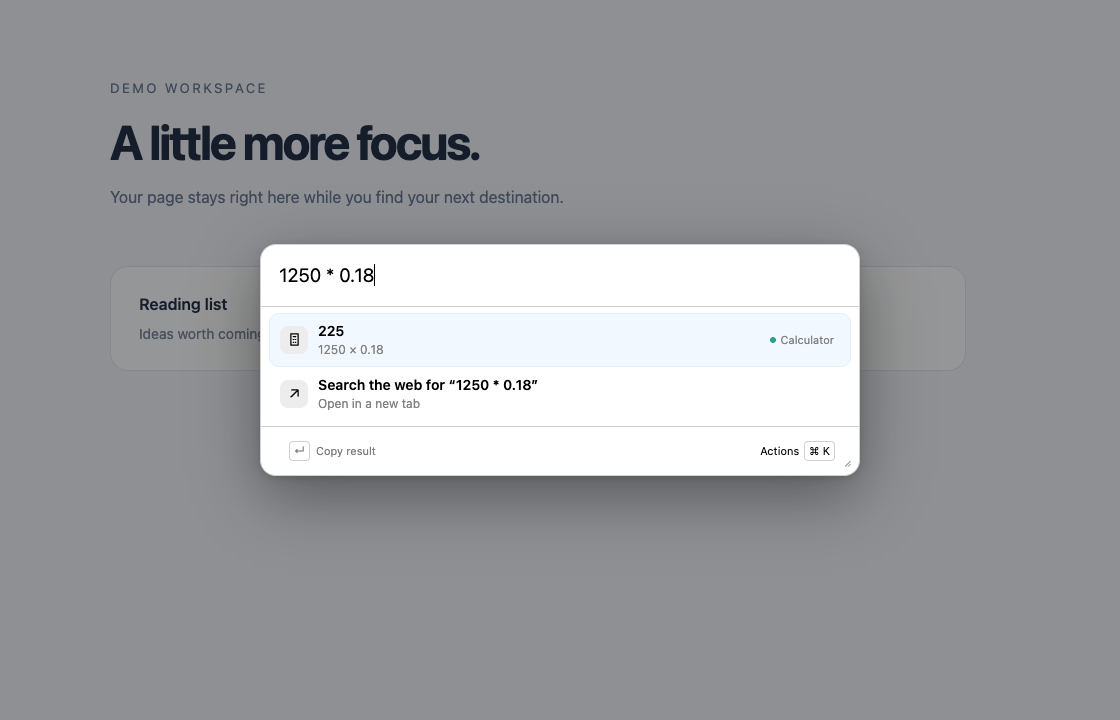 DEMO WORKSPACE
A little more focus.
Your page stays right here while you find your next destination.
Reading list
Ideas worth coming
1250 * 0.18
225
1250 × 0.18
Calculator
Search the web for “1250 * 0.18”
Open in a new tab
Copy result
Actions ⌘ K